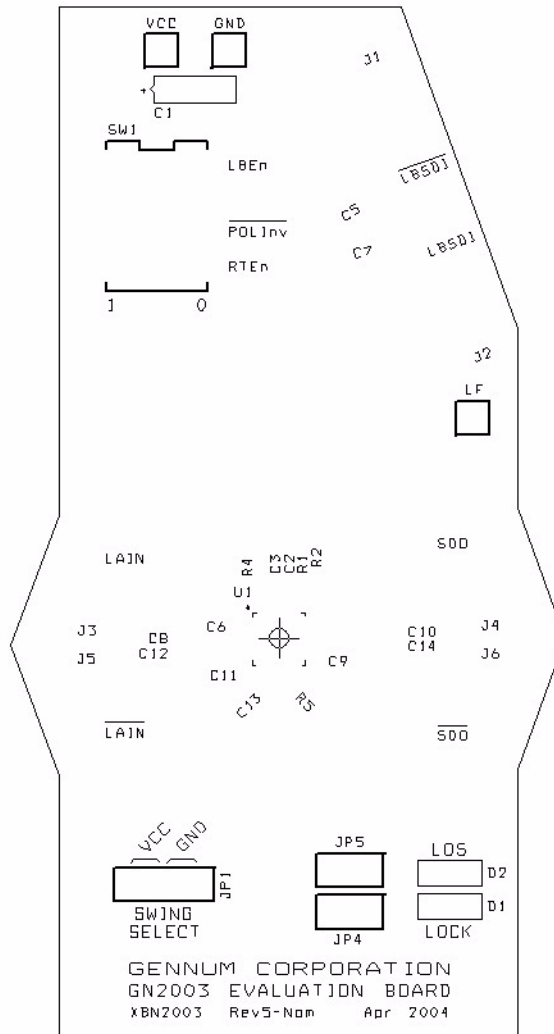 VCC GND
J1
+
C1
SW1
LBEn
LBSDI
C5
POLInv
C7
LBSDI
RTEn
1 0
J2
LF
LAIN
SDO
R4 C3 C2 R1 R2
U1
J3 C6 C10 J4
C8
C12 C14
J5 C9 J6
C11
C13 R5
LAIN
SDO
VCC GND
JP1
SWING
SELECT
JP5
LOS
D2
D1
JP4
LOCK
GENNUM CORPORATION
GN2003 EVALUATION BOARD
XBN2003 Rev5-Nom Apr 2004